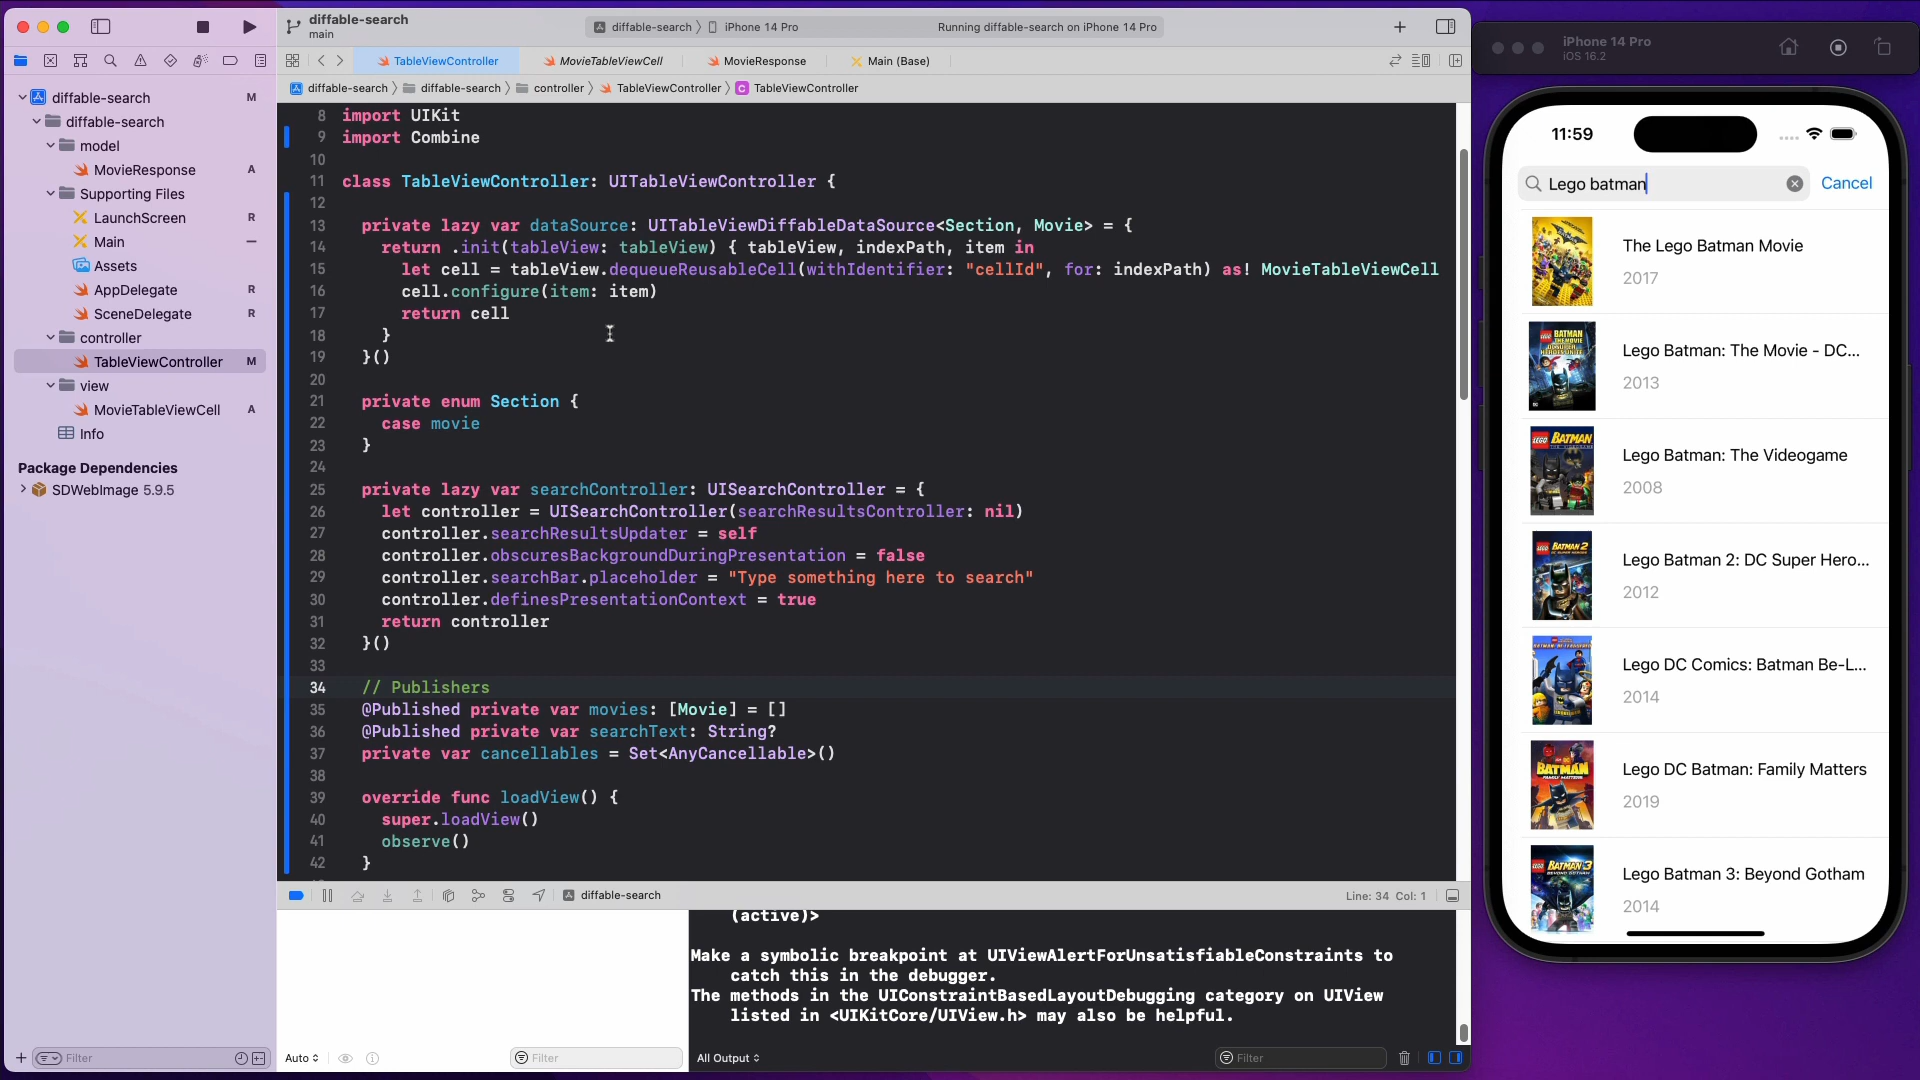 diffable-search
main
diffable-search
iPhone 14 Pro
Running diffable-search on iPhone 14 Pro
TableViewController
MovieTableViewCell
MovieResponse
Main (Base)
diffable-search
diffable-search
controller
TableViewController
TableViewController
diffable-search M
diffable-search
model
MovieResponse A
Supporting Files
LaunchScreen R
Main
Assets
AppDelegate R
SceneDelegate R
controller
TableViewController M
view
MovieTableViewCell A
Info
Package Dependencies
SDWebImage 5.9.5
Filter
8 import UIKit
9 import Combine
10
11 class TableViewController: UITableViewController {
12
13 private lazy var dataSource: UITableViewDiffableDataSource<Section, Movie> = {
14 return .init(tableView: tableView) { tableView, indexPath, item in
15 let cell = tableView.dequeueReusableCell(withIdentifier: "cellId", for: indexPath) as! MovieTableViewCell
16 cell.configure(item: item)
17 return cell
18 }
19 }()
20
21 private enum Section {
22 case movie
23 }
24
25 private lazy var searchController: UISearchController = {
26 let controller = UISearchController(searchResultsController: nil)
27 controller.searchResultsUpdater = self
28 controller.obscuresBackgroundDuringPresentation = false
29 controller.searchBar.placeholder = "Type something here to search"
30 controller.definesPresentationContext = true
31 return controller
32 }()
33
34 // Publishers
35 @Published private var movies: [Movie] = []
36 @Published private var searchText: String?
37 private var cancellables = Set<AnyCancellable>()
38
39 override func loadView() {
40 super.loadView()
41 observe()
42 }
diffable-search
Line: 34 Col: 1
(active)>
Make a symbolic breakpoint at UIViewAlertForUnsatisfiableConstraints to
catch this in the debugger.
The methods in the UIConstraintBasedLayoutDebugging category on UIView
listed in <UIKitCore/UIView.h> may also be helpful.
Auto
Filter
All Output
Filter
iPhone 14 Pro
iOS 16.2
11:59
Lego batman
Cancel
The Lego Batman Movie
2017
Lego Batman: The Movie - DC...
2013
Lego Batman: The Videogame
2008
Lego Batman 2: DC Super Hero...
2012
Lego DC Comics: Batman Be-L...
2014
Lego DC Batman: Family Matters
2019
Lego Batman 3: Beyond Gotham
2014